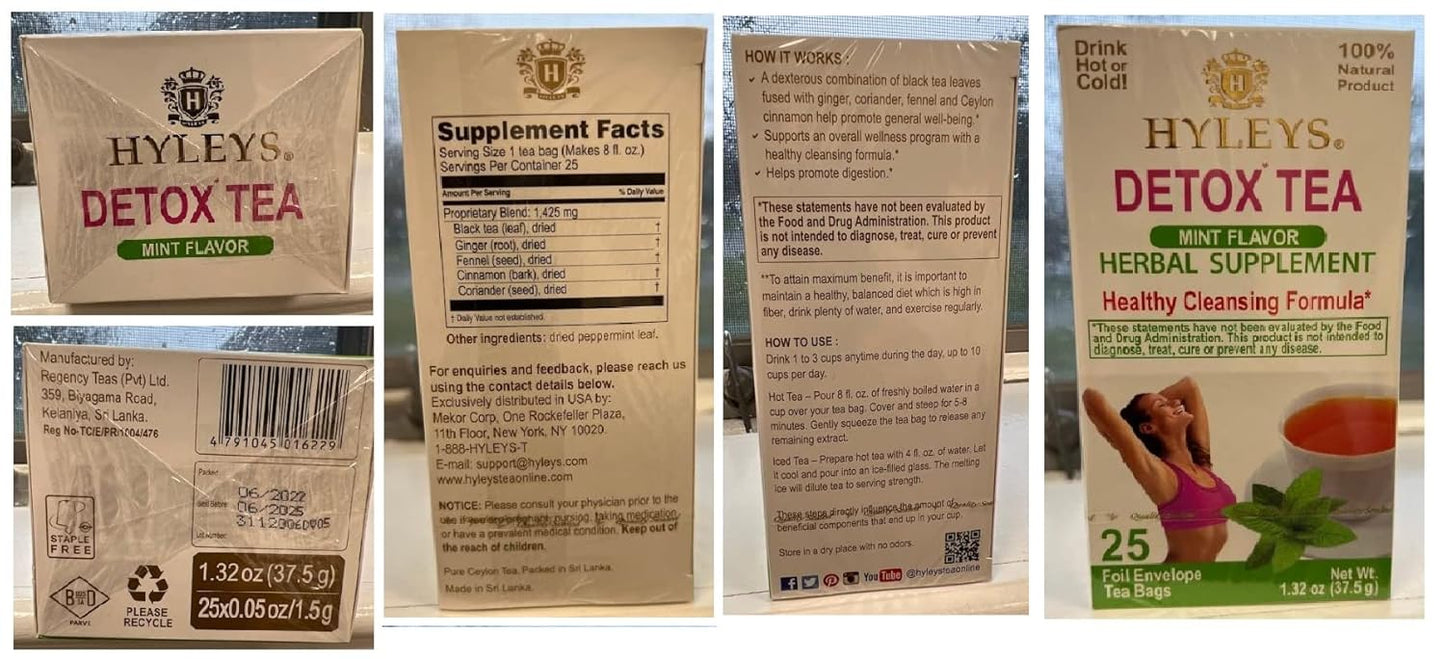 H
HYLEYS®
DETOX™ TEA
MINT FLAVOR
Manufactured by:
Regency Teas (Pvt) Ltd.
359, Biyagama Road,
Kelaniya, Sri Lanka.
Reg No-TC/E/PR/1004/476
4 791045 016229
Packed:
06/2022
Best Before:
06/2025
Lot Number:
STAPLE
FREE
B D
PARVE
PLEASE
RECYCLE
1.32 oz (37.5 g)
25x0.05 oz/1.5g
H
HYLEYS
Supplement Facts
Serving Size 1 tea bag (Makes 8 fl. oz.)
Servings Per Container 25
Amount Per Serving % Daily Value
Proprietary Blend: 1,425 mg
Black tea (leaf), dried †
Ginger (root), dried †
Fennel (seed), dried †
Cinnamon (bark), dried †
Coriander (seed), dried †
† Daily Value not established.
Other ingredients: dried peppermint leaf.
For enquiries and feedback, please reach us
using the contact details below.
Exclusively distributed in USA by:
Mekor Corp, One Rockefeller Plaza,
11th Floor, New York, NY 10020.
1-888-HYLEYS-T
E-mail: support@hyleys.com
www.hyleysteaonline.com
NOTICE: Please consult your physician prior to the
use if you are pregnant, nursing, taking medication,
or have a prevalent medical condition. Keep out of
the reach of children.
Pure Ceylon Tea, Packed in Sri Lanka.
Made in Sri Lanka.
HOW IT WORKS :
✓ A dexterous combination of black tea leaves
fused with ginger, coriander, fennel and Ceylon
cinnamon help promote general well-being.*
✓ Supports an overall wellness program with a
healthy cleansing formula.*
✓ Helps promote digestion.*
*These statements have not been evaluated by
the Food and Drug Administration. This product
is not intended to diagnose, treat, cure or prevent
any disease.
**To attain maximum benefit, it is important to
maintain a healthy, balanced diet which is high in
fiber, drink plenty of water, and exercise regularly.
HOW TO USE :
Drink 1 to 3 cups anytime during the day, up to 10
cups per day.
Hot Tea – Pour 8 fl. oz. of freshly boiled water in a
cup over your tea bag. Cover and steep for 5-8
minutes. Gently squeeze the tea bag to release any
remaining extract.
Iced Tea – Prepare hot tea with 4 fl. oz. of water. Let
it cool and pour into an ice-filled glass. The melting
ice will dilute tea to serving strength.
These steps directly influence the amount of
beneficial components that end up in your cup.
Store in a dry place with no odors.
YouTube @hyleysteaonline
Drink
Hot or
Cold!
100%
Natural
Product
H
HYLEYS®
DETOX™ TEA
MINT FLAVOR
HERBAL SUPPLEMENT
Healthy Cleansing Formula*
*These statements have not been evaluated by the Food
and Drug Administration. This product is not intended to
diagnose, treat, cure or prevent any disease.
25
Foil Envelope
Tea Bags
Net Wt.
1.32 oz (37.5 g)